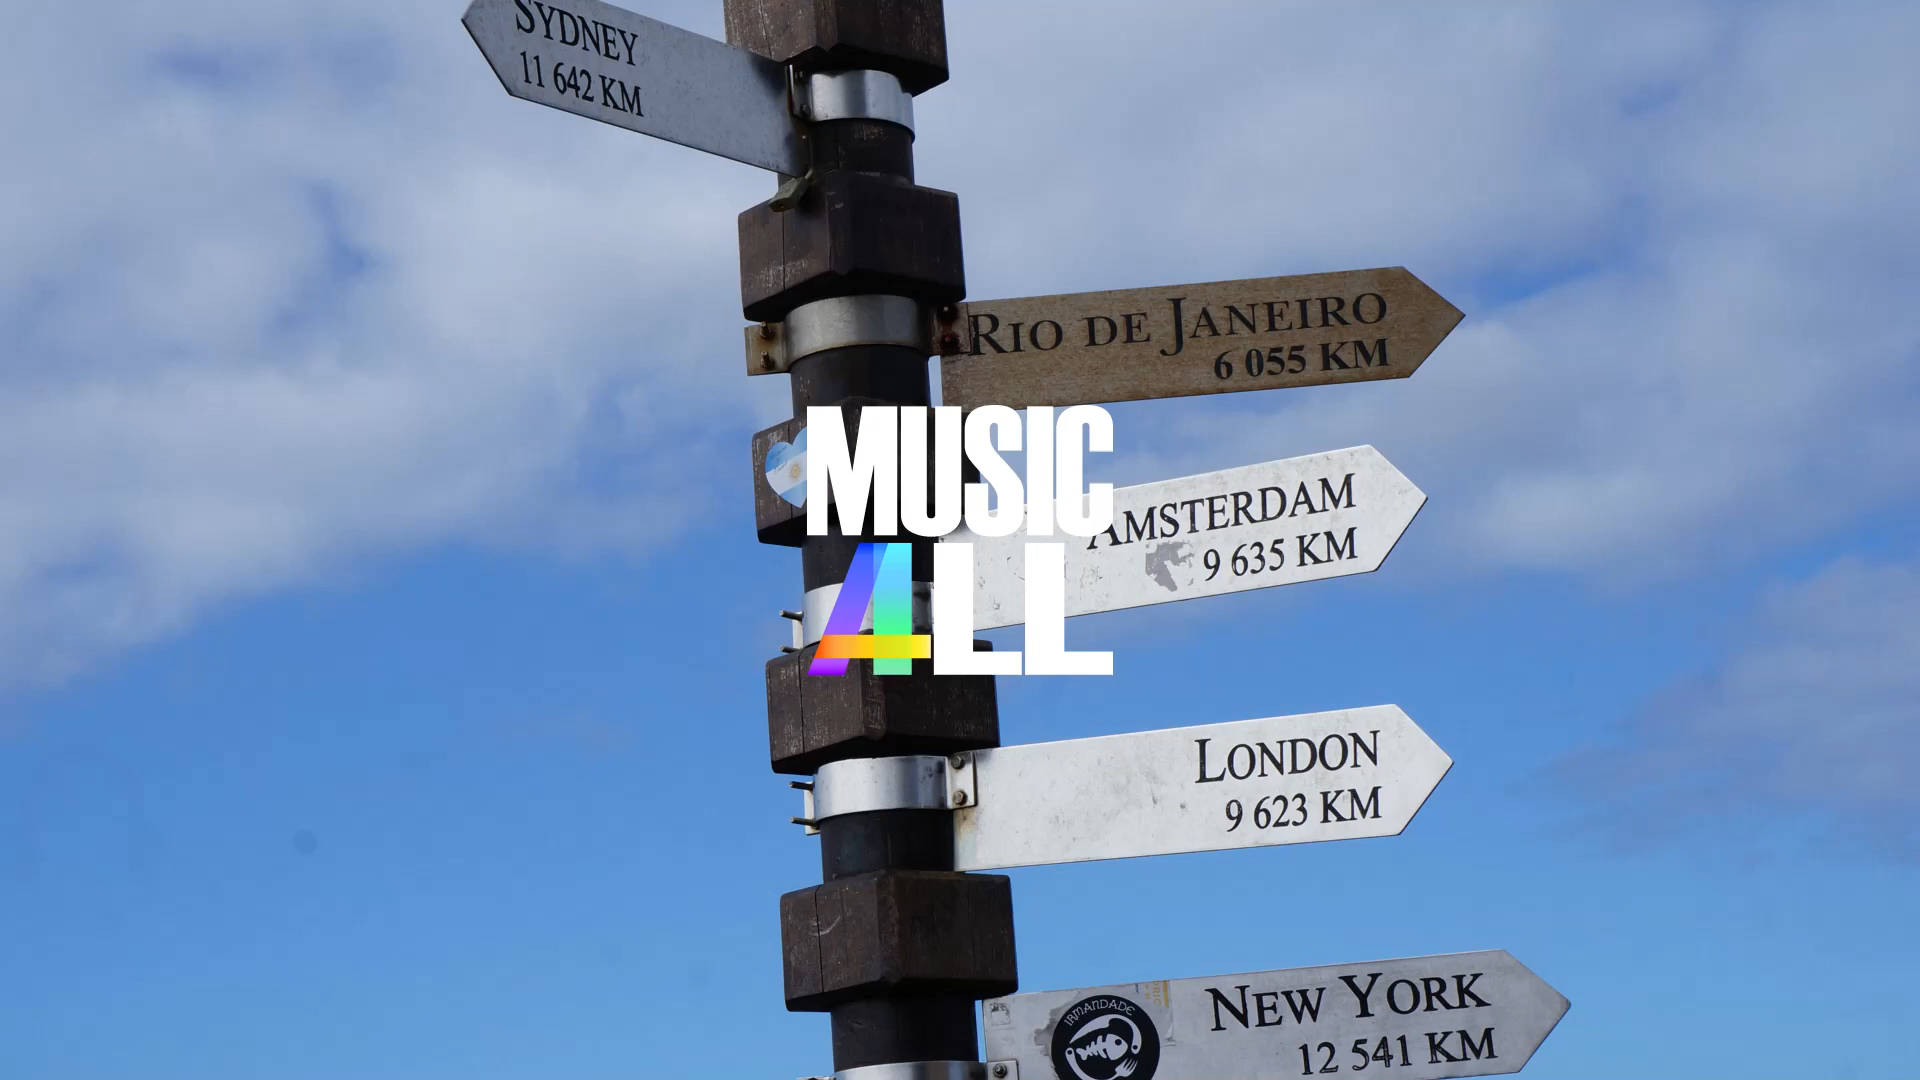 SYDNEY
11 642 KM
RIO DE JANEIRO
6 055 KM
MUSIC
4LL
AMSTERDAM
9 635 KM
LONDON
9 623 KM
NEW YORK
12 541 KM
IRMANDADE